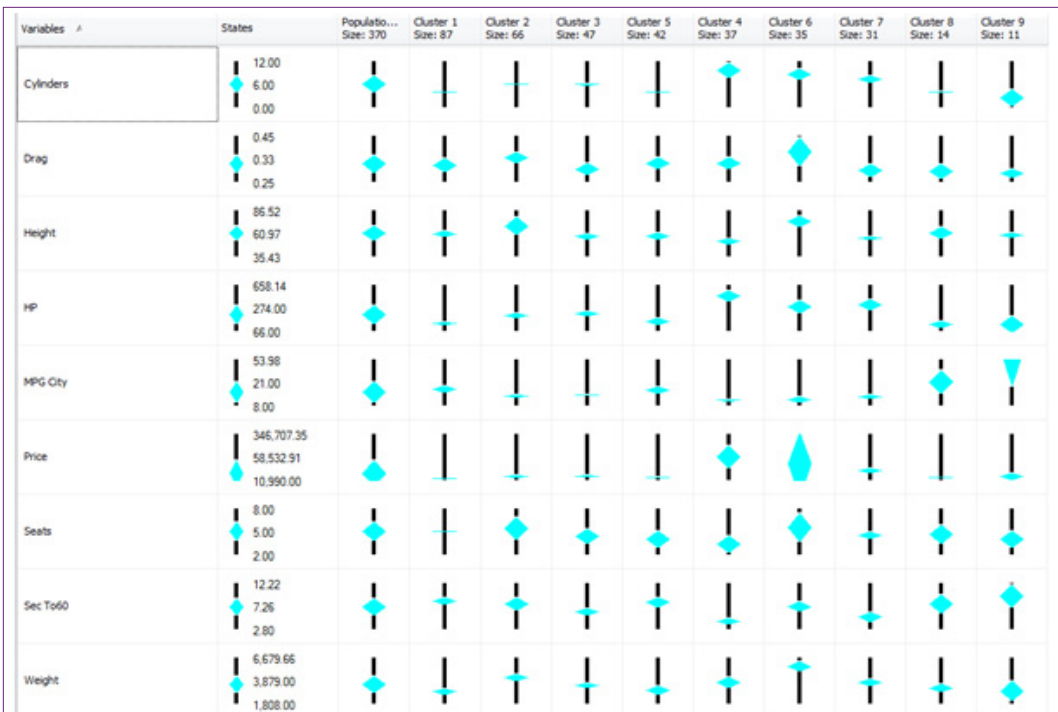 Variables States Populatio... Cluster 1 Cluster 2 Cluster 3 Cluster 5 Cluster 4 Cluster 6 Cluster 7 Cluster 8 Cluster 9
Size: 370 Size: 87 Size: 66 Size: 47 Size: 42 Size: 37 Size: 35 Size: 31 Size: 14 Size: 11
12.00
Cylinders 6.00
0.00
0.45
Drag 0.33
0.25
86.52
Height 60.97
35.43
658.14
HP 274.00
66.00
53.98
MPG City 21.00
8.00
346,707.35
Price 58,532.91
10,990.00
8.00
Seats 5.00
2.00
12.22
Sec To60 7.26
2.80
6,679.66
Weight 3,879.00
1,808.00